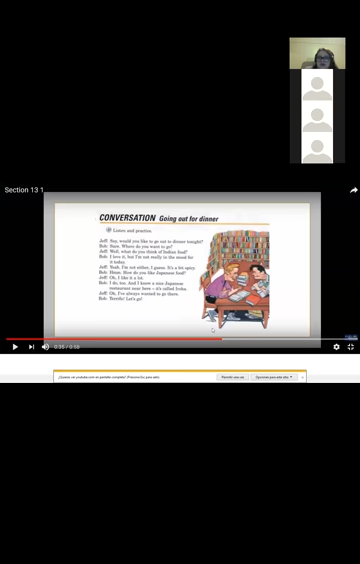 Section 13 1
CONVERSATION Going out for dinner
Listen and practice.
Jeff: Say, would you like to go out to dinner tonight?
Bob: Sure. Where do you want to go?
Jeff: Well, what do you think of Indian food?
Bob: I love it, but I'm not really in the mood for
it today.
Jeff: Yeah. I'm not either, I guess. It's a bit spicy.
Bob: Hmm. How do you like Japanese food?
Jeff: Oh, I like it a lot.
Bob: I do, too. And I know a nice Japanese
restaurant near here – it's called Iroha.
Jeff: Oh, I've always wanted to go there.
Bob: Terrific! Let's go!
0:35 / 0:58